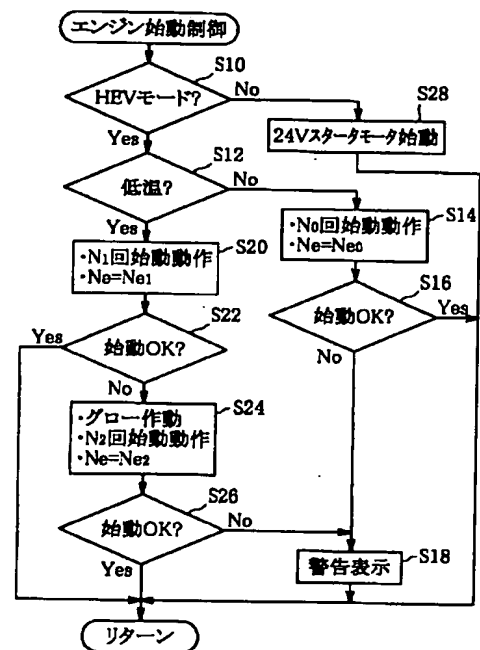 エンジン始動制御
S10
HEVモード?
No
Yes
S28
24Vスタータモータ始動
S12
低温?
No
Yes
S14
・N0回始動動作
・Ne=Ne0
S20
・N1回始動動作
・Ne=Ne1
S16
始動OK?
Yes
No
S22
始動OK?
Yes
No
S24
・グロー作動
・N2回始動動作
・Ne=Ne2
S26
始動OK?
No
Yes
S18
警告表示
リターン